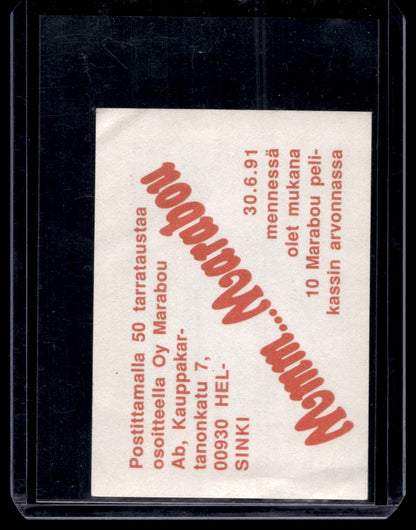 Postittamalla 50 tarrataustaa
osoitteella Oy Marabou
Ab, Kauppakar-
tanonkatu 7,
00930 HEL-
SINKI
Mmm...Marabou
30.6.91
mennessä
olet mukana
10 Marabou peli-
kassin arvonnassa